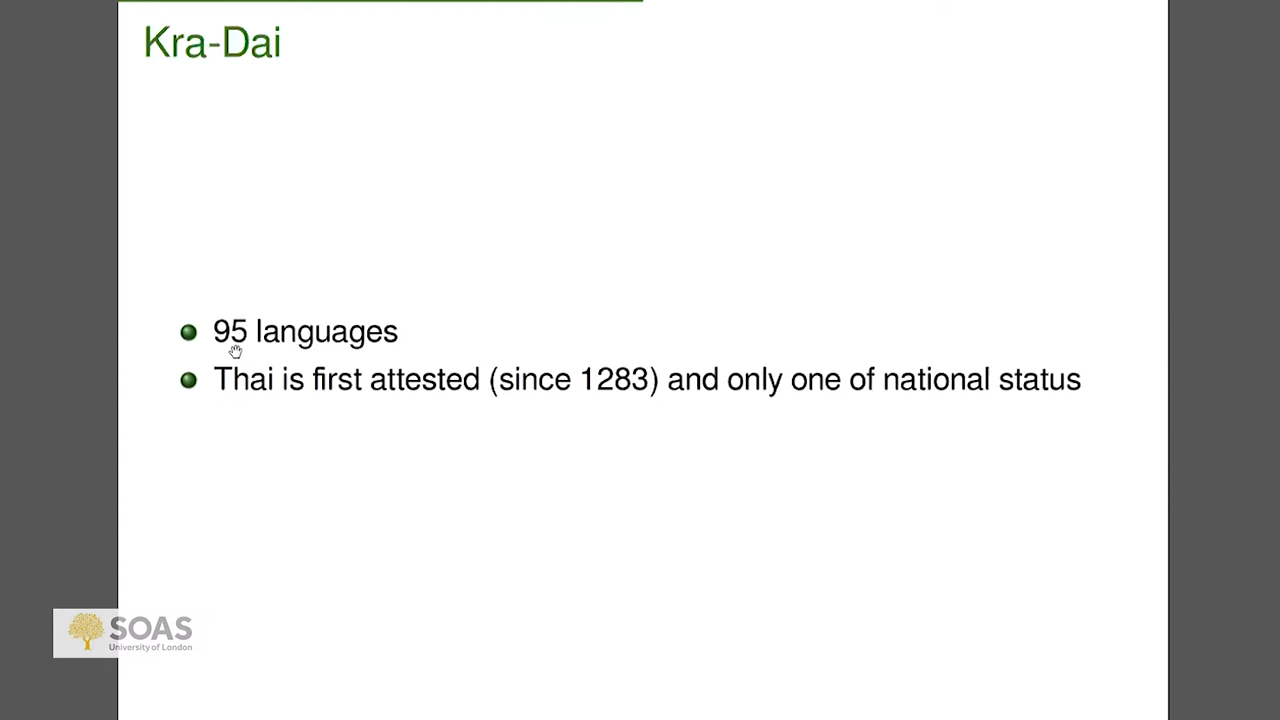 Kra-Dai
95 languages
Thai is first attested (since 1283) and only one of national status
SOAS
University of London